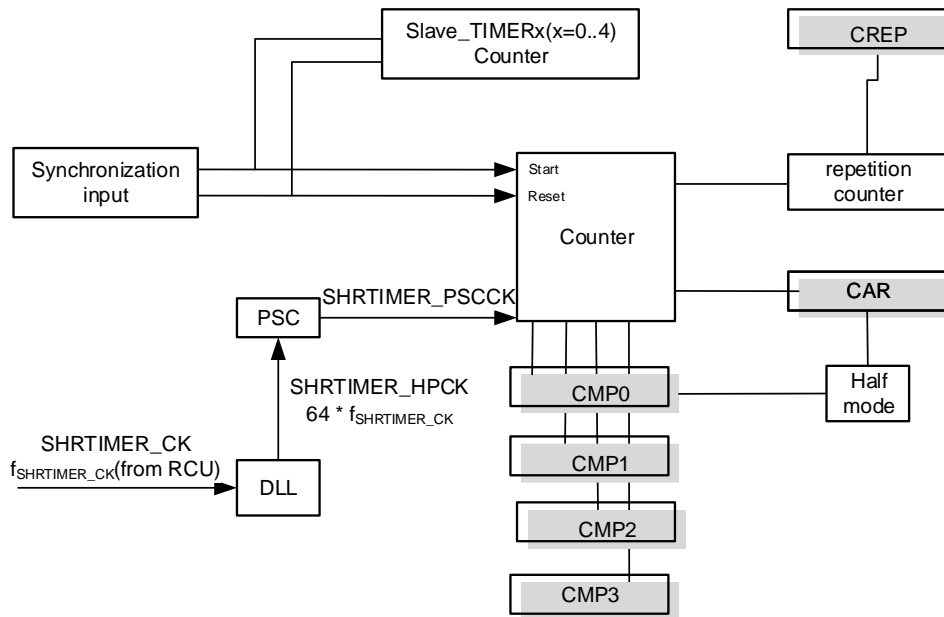 Slave_TIMERx(x=0..4)
Counter
CREP
Synchronization
input
Start
Reset
Counter
repetition
counter
SHRTIMER_PSCCK
PSC
CAR
SHRTIMER_HPCK
64 * fSHRTIMER_CK
CMP0
Half
mode
SHRTIMER_CK
fSHRTIMER_CK(from RCU)
DLL
CMP1
CMP2
CMP3